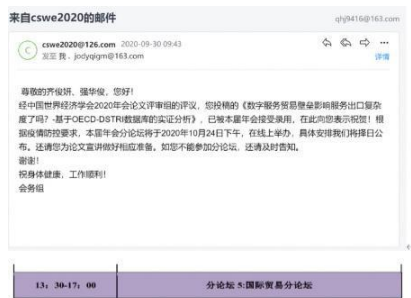 来自cswe2020的邮件
qhj9416@163.com
C
cswe2020@126.com 2020-09-30 09:43
发至 我 、jodyqigm@163.com
详情
尊敬的齐俊妍，强华俊，您好！
经中国世界经济学会2020年会论文评审组的评议，您投稿的《数字服务贸易壁垒影响服务出口复杂
度了吗？-基于OECD-DSTRI数据库的实证分析》，已被本届年会接受录用，在此向您表示祝贺！根
据疫情防控要求，本届年会分论坛将于2020年10月24日下午，在线上举办，具体安排我们将择日公
布。还请您为论文宣讲做好相应准备。如您不能参加分论坛，还请及时告知。
谢谢！
祝身体健康，工作顺利！
会务组
13：30-17：00 分论坛 5:国际贸易分论坛